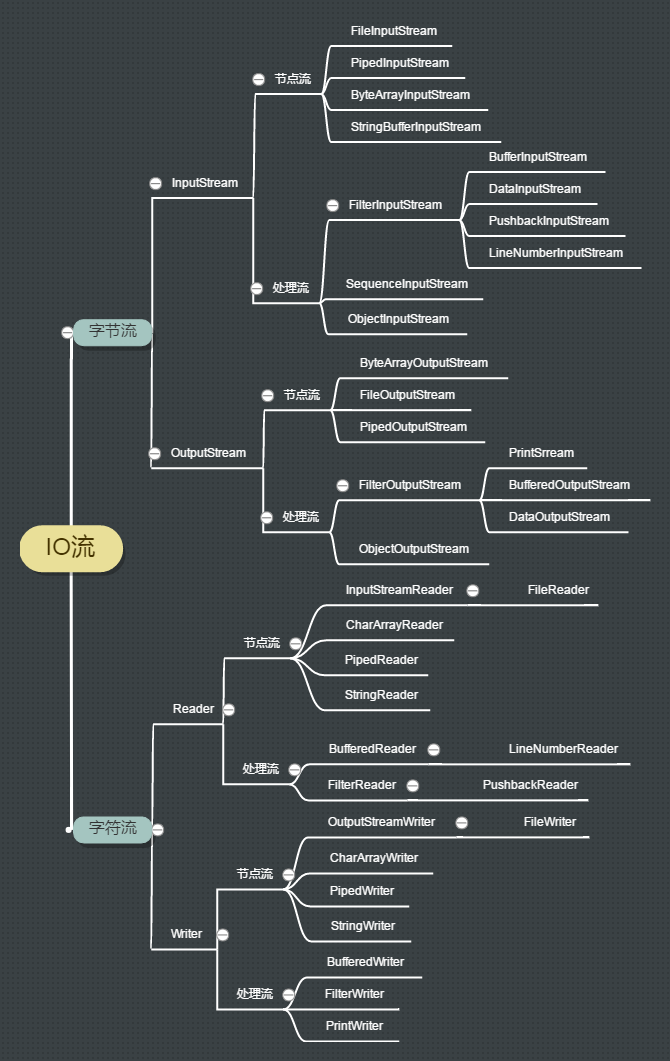 IO流
字节流
InputStream
节点流
FileInputStream
PipedInputStream
ByteArrayInputStream
StringBufferInputStream
处理流
FilterInputStream
BufferInputStream
DataInputStream
PushbackInputStream
LineNumberInputStream
SequenceInputStream
ObjectInputStream
OutputStream
节点流
ByteArrayOutputStream
FileOutputStream
PipedOutputStream
处理流
FilterOutputStream
PrintSrream
BufferedOutputStream
DataOutputStream
ObjectOutputStream
字符流
Reader
节点流
InputStreamReader
FileReader
CharArrayReader
PipedReader
StringReader
处理流
BufferedReader
LineNumberReader
FilterReader
PushbackReader
Writer
节点流
OutputStreamWriter
FileWriter
CharArrayWriter
PipedWriter
StringWriter
处理流
BufferedWriter
FilterWriter
PrintWriter